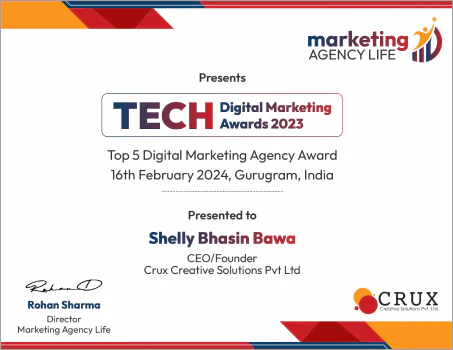 marketing
AGENCY LIFE
Presents
TECH Digital Marketing
Awards 2023
Top 5 Digital Marketing Agency Award
16th February 2024, Gurugram, India
Presented to
Shelly Bhasin Bawa
CEO/Founder
Crux Creative Solutions Pvt Ltd
Rohan D
Rohan Sharma
Director
Marketing Agency Life
CRUX
Creative Solutions Pvt. Ltd.